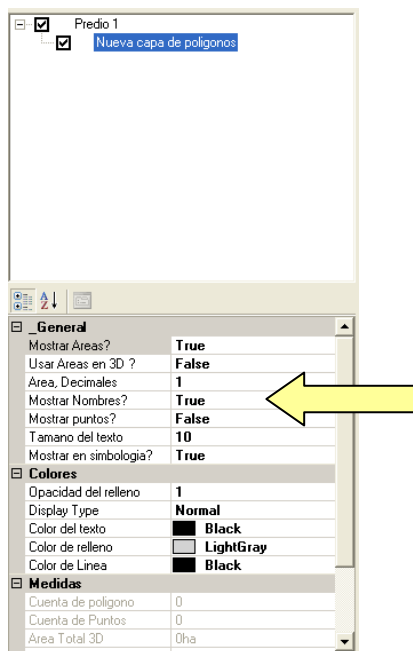 Predio 1
Nueva capa de poligonos
_General
Mostrar Areas? True
Usar Areas en 3D ? False
Area, Decimales 1
Mostrar Nombres? True
Mostrar puntos? False
Tamano del texto 10
Mostrar en simbologia? True
Colores
Opacidad del relleno 1
Display Type Normal
Color del texto Black
Color de relleno LightGray
Color de Linea Black
Medidas
Cuenta de poligono 0
Cuenta de Puntos 0
Area Total 3D 0ha